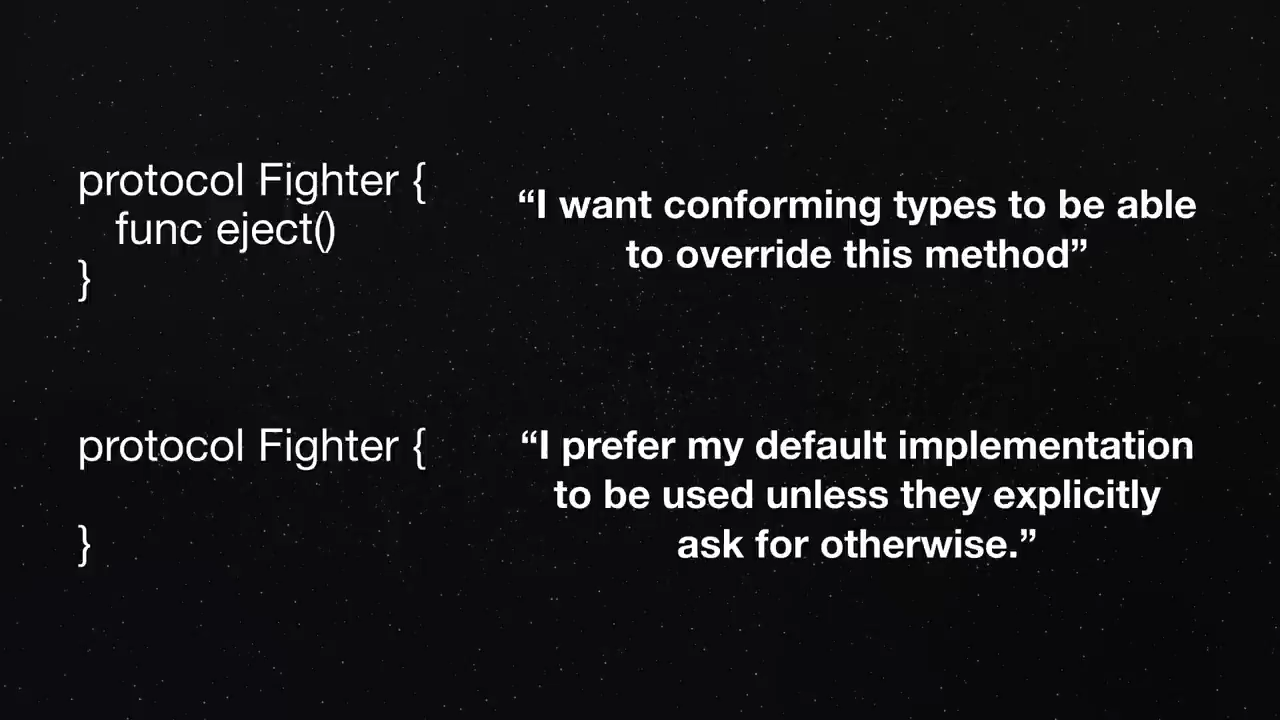 protocol Fighter {
func eject()
}
“I want conforming types to be able
to override this method”
protocol Fighter {
}
“I prefer my default implementation
to be used unless they explicitly
ask for otherwise.”